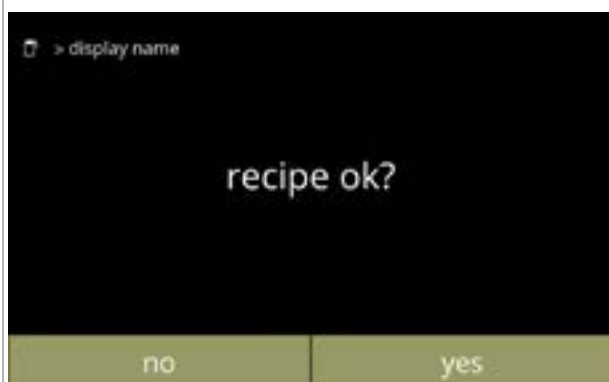 > display name
recipe ok?
no yes